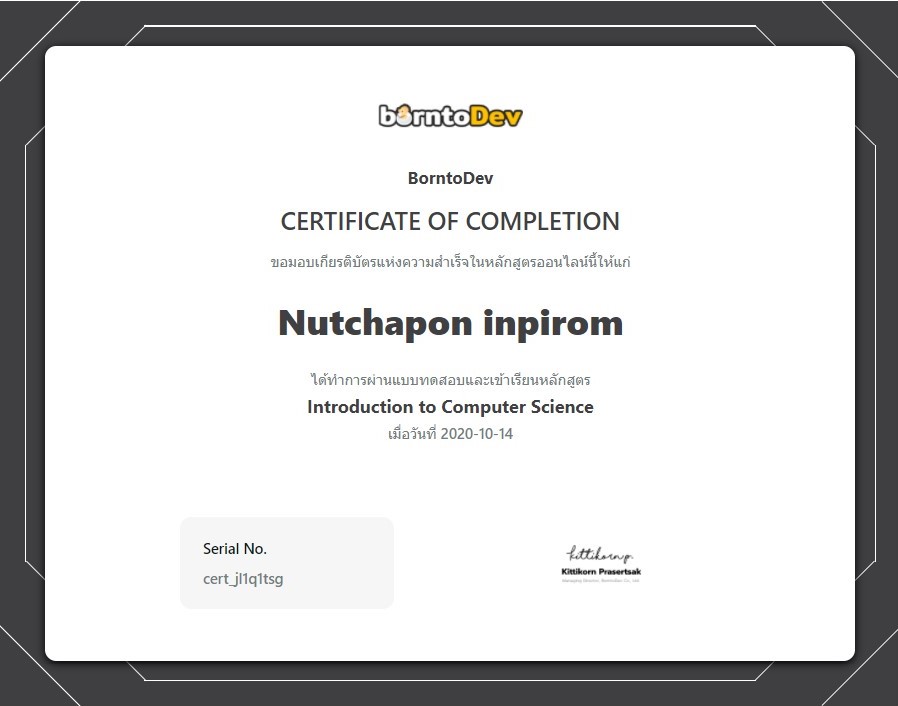 borntoDev
BorntoDev
CERTIFICATE OF COMPLETION
ขอมอบเกียรติบัตรแห่งความสำเร็จในหลักสูตรออนไลน์นี้ให้แก่
Nutchapon inpirom
ได้ทำการผ่านแบบทดสอบและเข้าเรียนหลักสูตร
Introduction to Computer Science
เมื่อวันที่ 2020-10-14
Serial No.
cert_jl1q1tsg
kittikorn p.
Kittikorn Prasertsak
Managing Director, BorntoDev Co., Ltd.